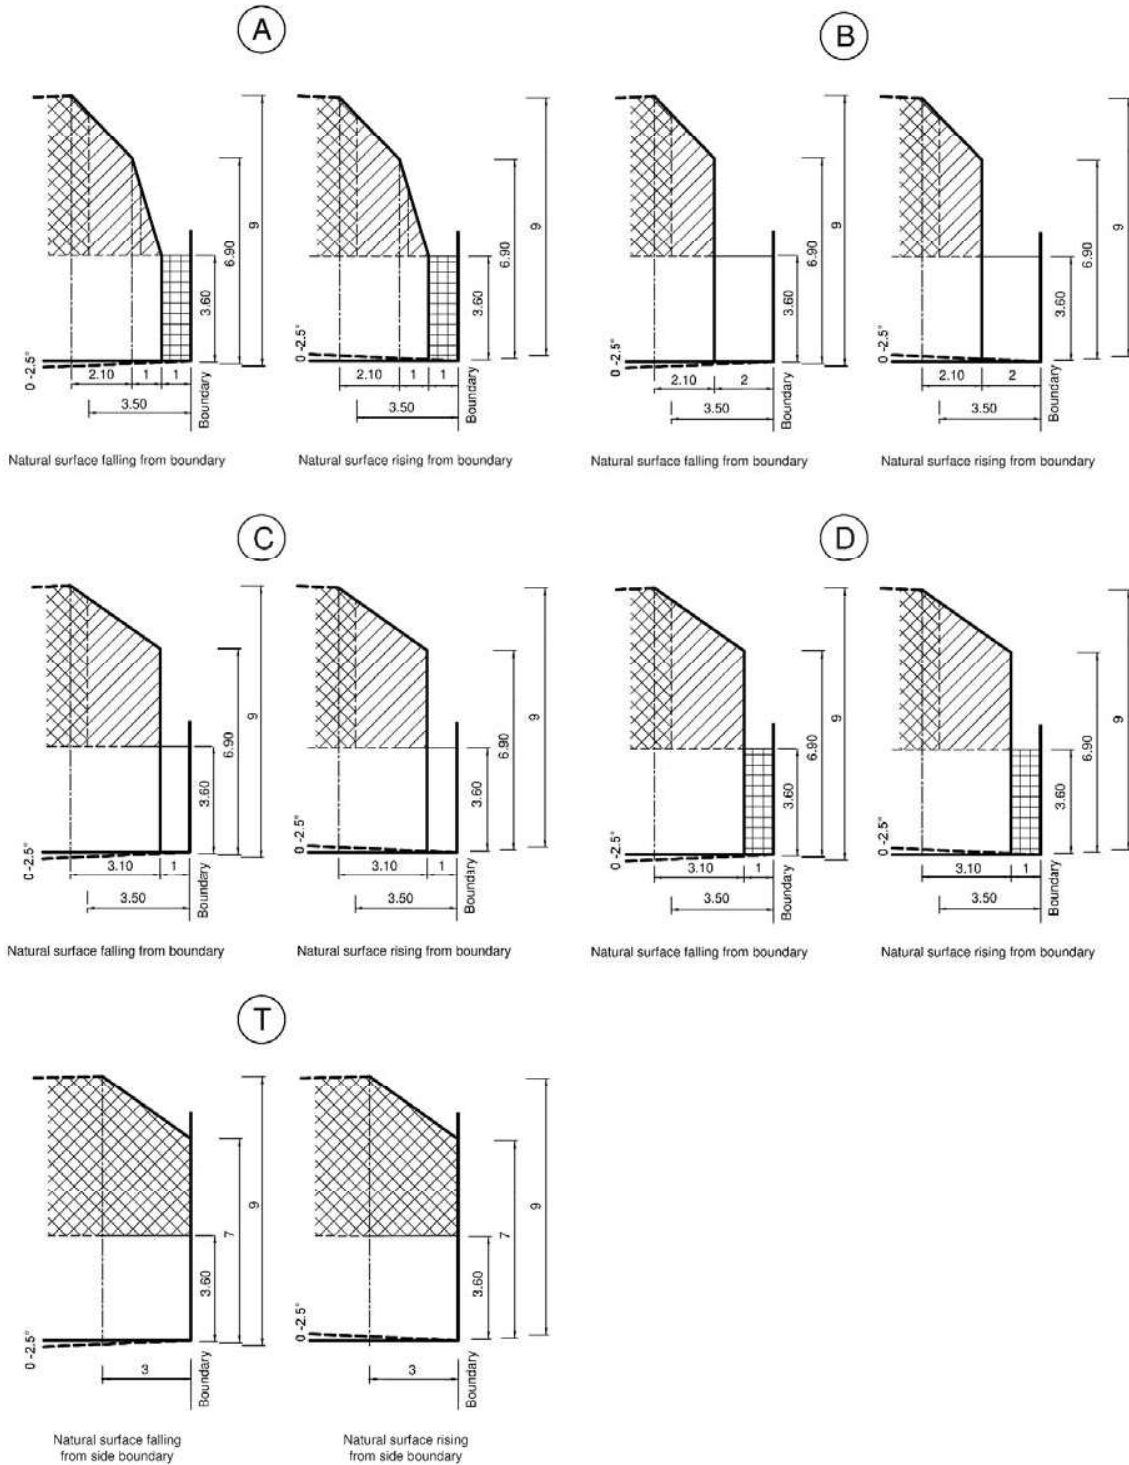 A
B
9
6.90
3.60
0 -2.5°
2.10
1
1
3.50
Boundary
Natural surface falling from boundary
9
6.90
3.60
0 -2.5°
2.10
1
1
3.50
Boundary
Natural surface rising from boundary
9
6.90
3.60
0 -2.5°
2.10
2
3.50
Boundary
Natural surface falling from boundary
9
6.90
3.60
0 -2.5°
2.10
2
3.50
Boundary
Natural surface rising from boundary
C
D
9
6.90
3.60
0 -2.5°
3.10
1
3.50
Boundary
Natural surface falling from boundary
9
6.90
3.60
0 -2.5°
3.10
1
3.50
Boundary
Natural surface rising from boundary
9
6.90
3.60
0 -2.5°
3.10
1
3.50
Boundary
Natural surface falling from boundary
9
6.90
3.60
0 -2.5°
3.10
1
3.50
Boundary
Natural surface rising from boundary
T
9
7
3.60
0 -2.5°
3
Boundary
Natural surface falling
from side boundary
9
7
3.60
0 -2.5°
3
Boundary
Natural surface rising
from side boundary